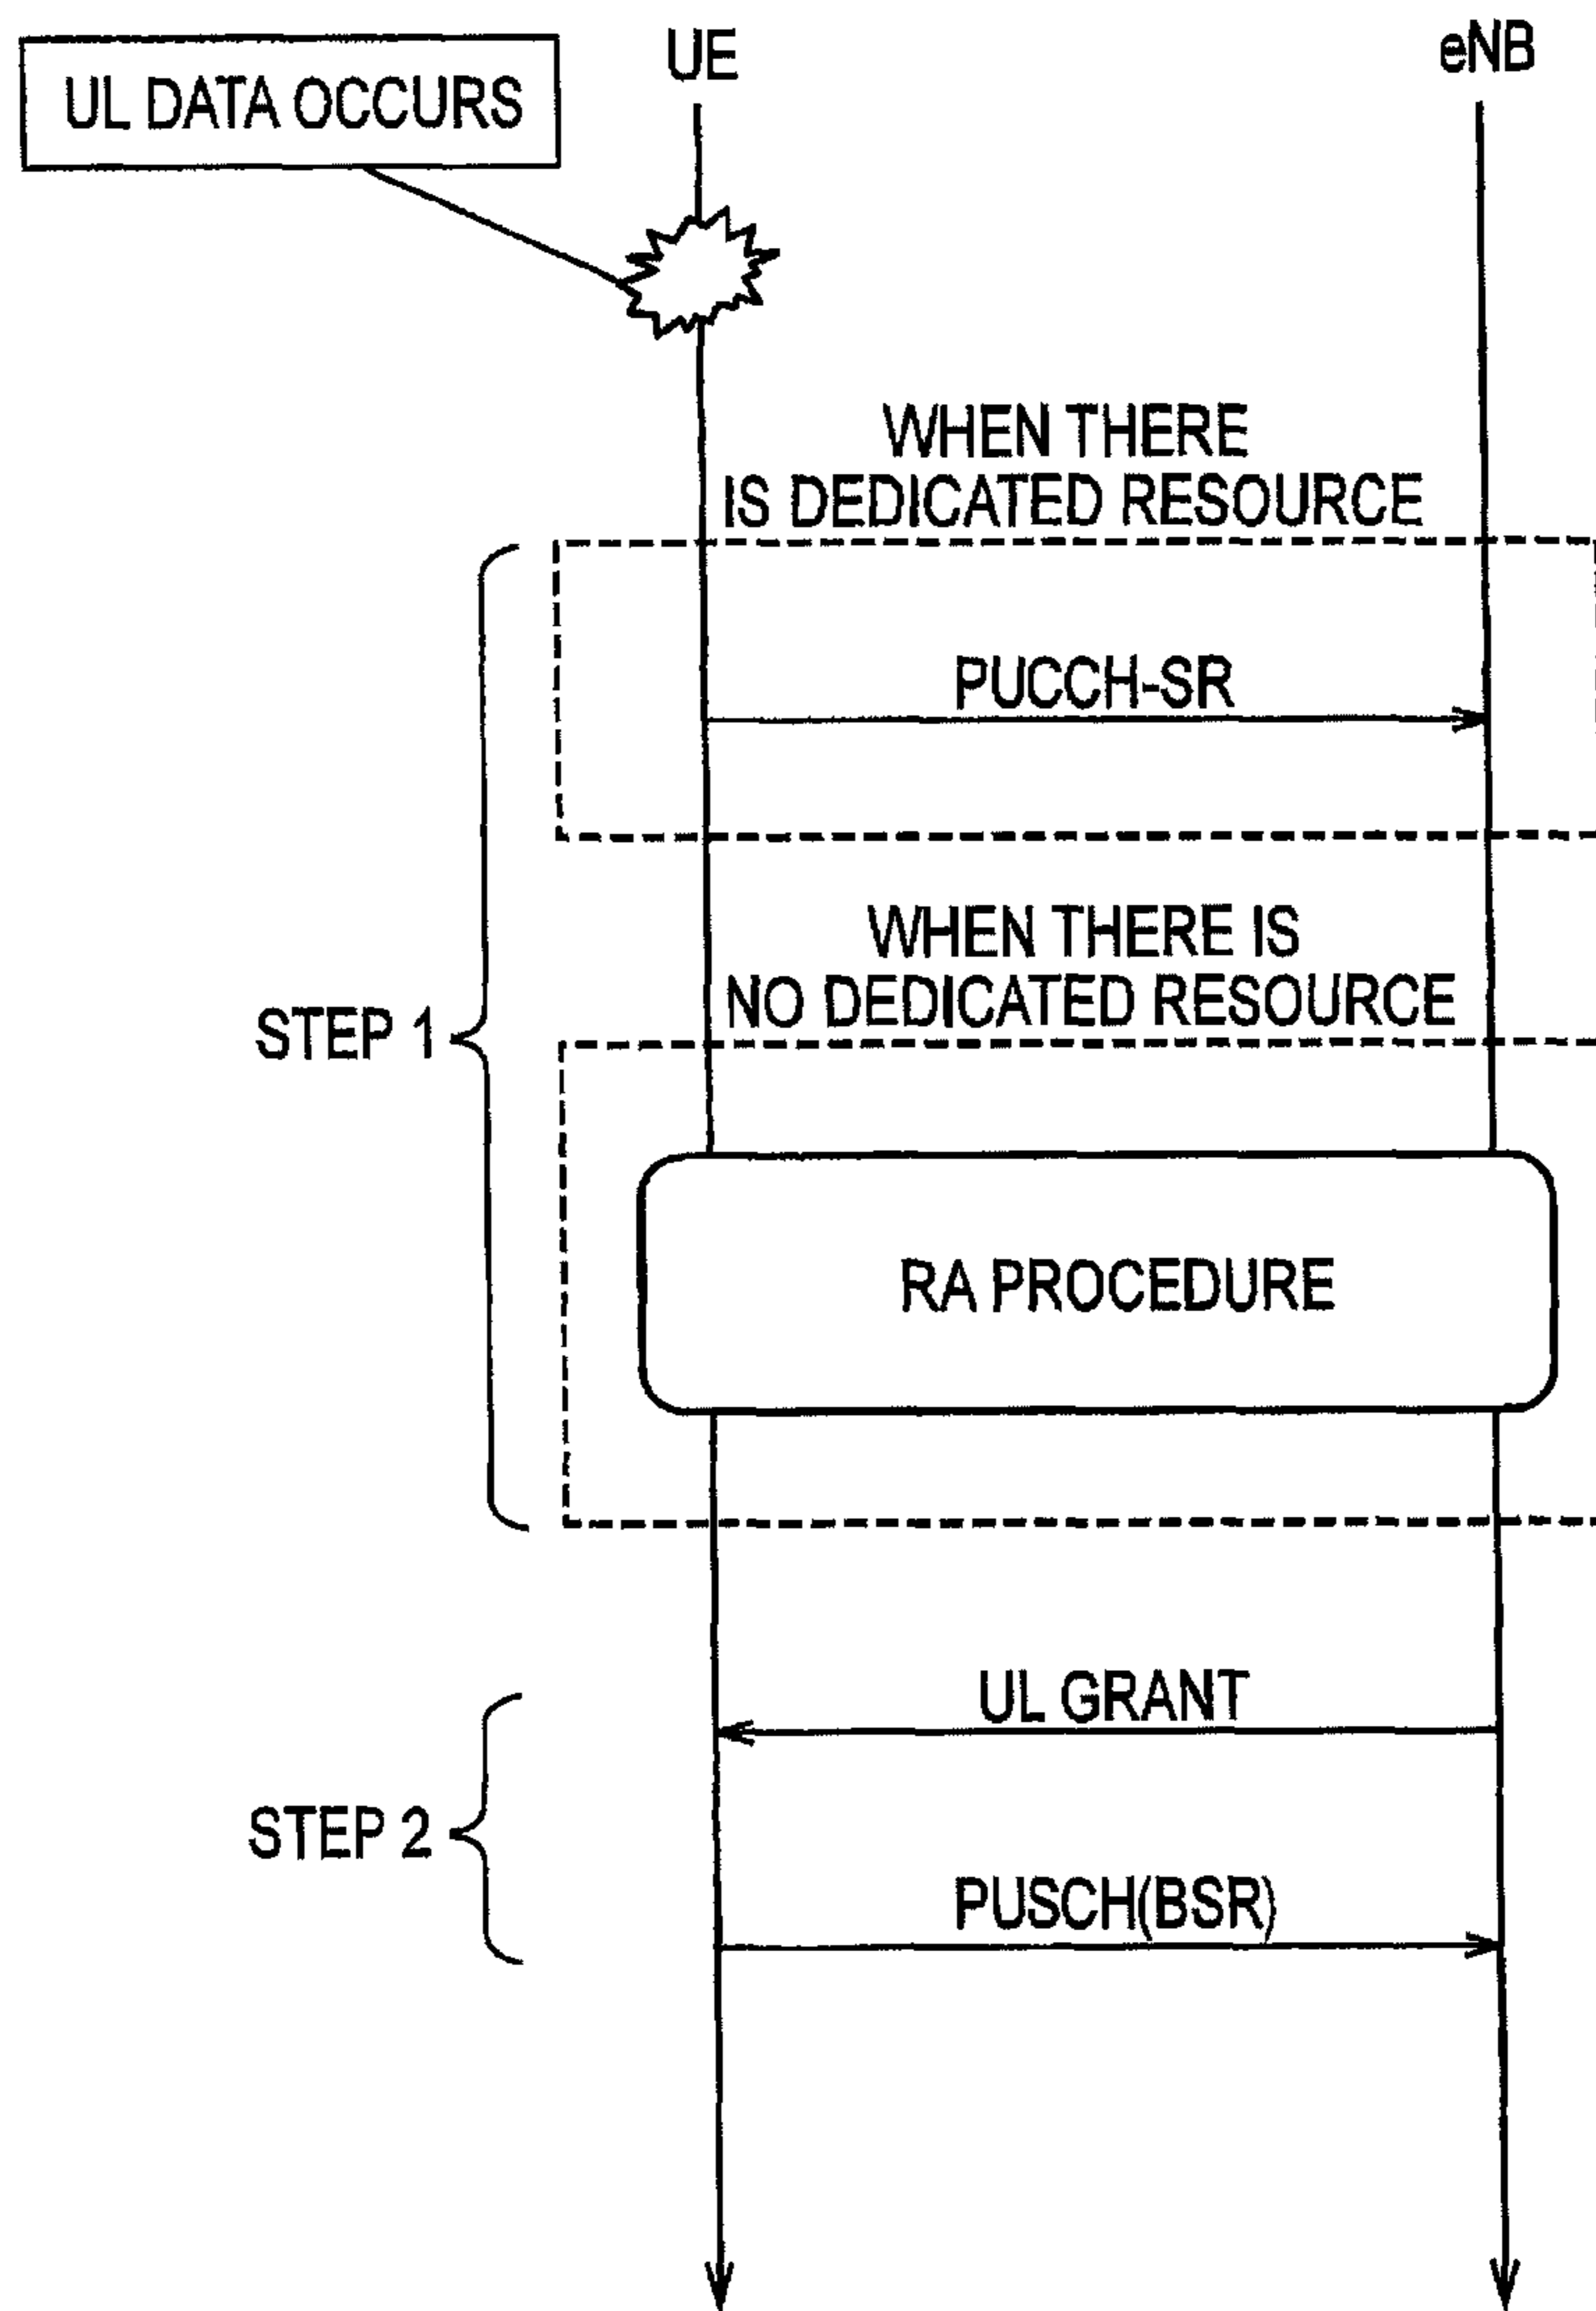 UL DATA OCCURS
UE
eNB
WHEN THERE
IS DEDICATED RESOURCE
PUCCH-SR
WHEN THERE IS
NO DEDICATED RESOURCE
STEP 1
RA PROCEDURE
UL GRANT
STEP 2
PUSCH(BSR)